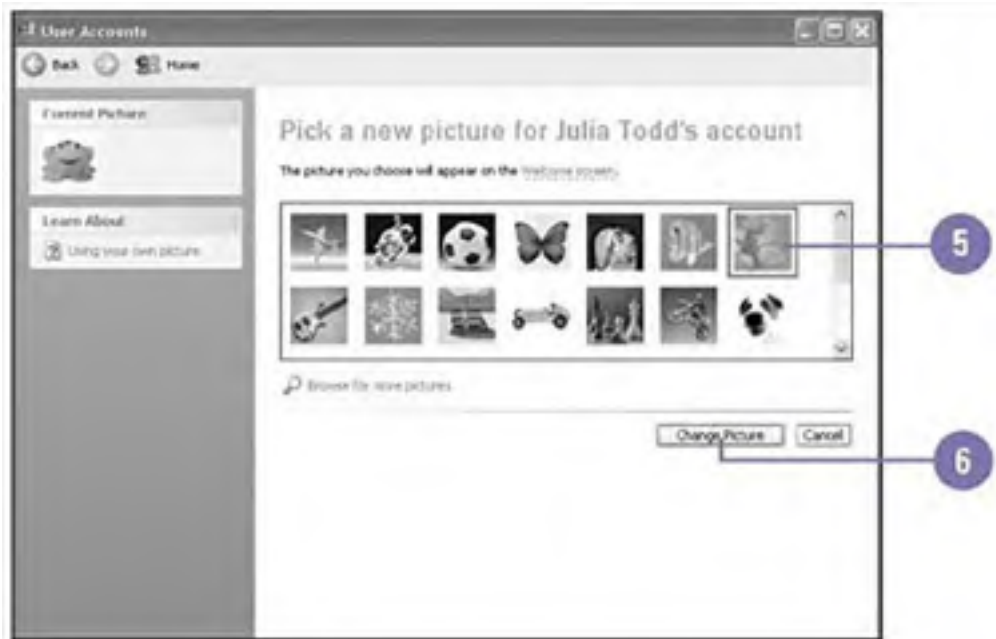 User Accounts
Back Home
Current Picture
Learn About
Using your own picture
Pick a new picture for Julia Todd's account
The picture you choose will appear on the Welcome screen.
Browse for more pictures
Change Picture Cancel
5
6